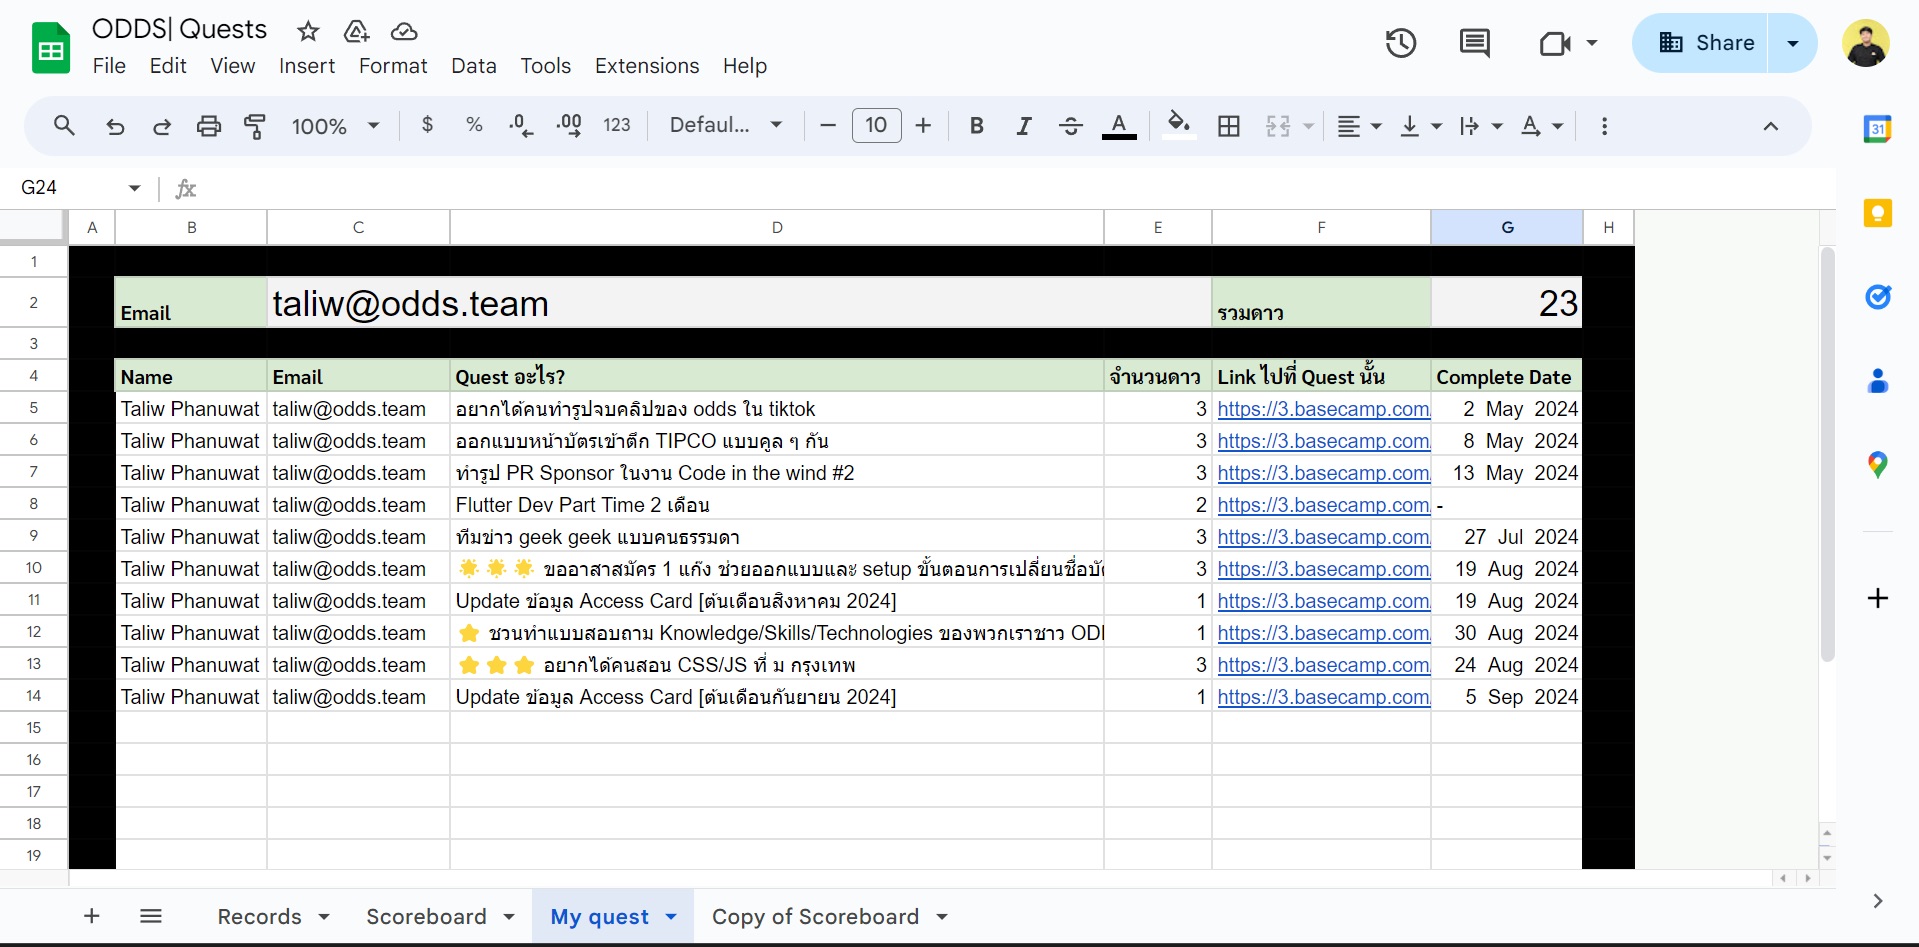 ODDS| Quests
File Edit View Insert Format Data Tools Extensions Help
Share
100% $ % .0 .00 123 Defaul... 10 B I A
31
G24 fx
A B C D E F G H
1
2 Email taliw@odds.team รวมดาว 23
3
4 Name Email Quest อะไร? จำนวนดาว Link ไปที่ Quest นั้น Complete Date
5 Taliw Phanuwat taliw@odds.team อยากได้คนทำรูปจบคลิปของ odds ใน tiktok 3 https://3.basecamp.com/ 2 May 2024
6 Taliw Phanuwat taliw@odds.team ออกแบบหน้าบัตรเข้าตึก TIPCO แบบคูล ๆ กัน 3 https://3.basecamp.com/ 8 May 2024
7 Taliw Phanuwat taliw@odds.team ทำรูป PR Sponsor ในงาน Code in the wind #2 3 https://3.basecamp.com/ 13 May 2024
8 Taliw Phanuwat taliw@odds.team Flutter Dev Part Time 2 เดือน 2 https://3.basecamp.com/ -
9 Taliw Phanuwat taliw@odds.team ทีมข่าว geek geek แบบคนธรรมดา 3 https://3.basecamp.com/ 27 Jul 2024
10 Taliw Phanuwat taliw@odds.team 🌟 🌟 🌟 ขออาสาสมัคร 1 แก๊ง ช่วยออกแบบและ setup ขั้นตอนการเปลี่ยนชื่อบั 3 https://3.basecamp.com/ 19 Aug 2024
11 Taliw Phanuwat taliw@odds.team Update ข้อมูล Access Card [ต้นเดือนสิงหาคม 2024] 1 https://3.basecamp.com/ 19 Aug 2024
12 Taliw Phanuwat taliw@odds.team ⭐ ชวนทำแบบสอบถาม Knowledge/Skills/Technologies ของพวกเราชาว OD 1 https://3.basecamp.com/ 30 Aug 2024
13 Taliw Phanuwat taliw@odds.team ⭐ ⭐ ⭐ อยากได้คนสอน CSS/JS ที่ ม กรุงเทพ 3 https://3.basecamp.com/ 24 Aug 2024
14 Taliw Phanuwat taliw@odds.team Update ข้อมูล Access Card [ต้นเดือนกันยายน 2024] 1 https://3.basecamp.com/ 5 Sep 2024
15
16
17
18
19
Records Scoreboard My quest Copy of Scoreboard